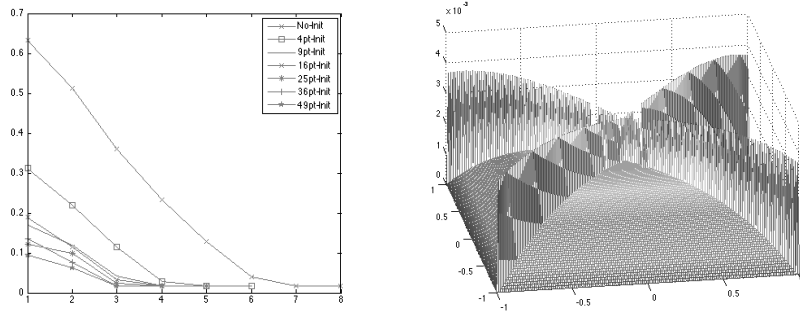 0.7
0.6
0.5
0.4
0.3
0.2
0.1
0
1 2 3 4 5 6 7 8
No-Init
4pt-Init
9pt-Init
16pt-Init
25pt-Init
36pt-Init
49pt-Init
x 10⁻³
5
4
3
2
1
0
1
0.5
0
-0.5
-1
-1 -0.5 0 0.5